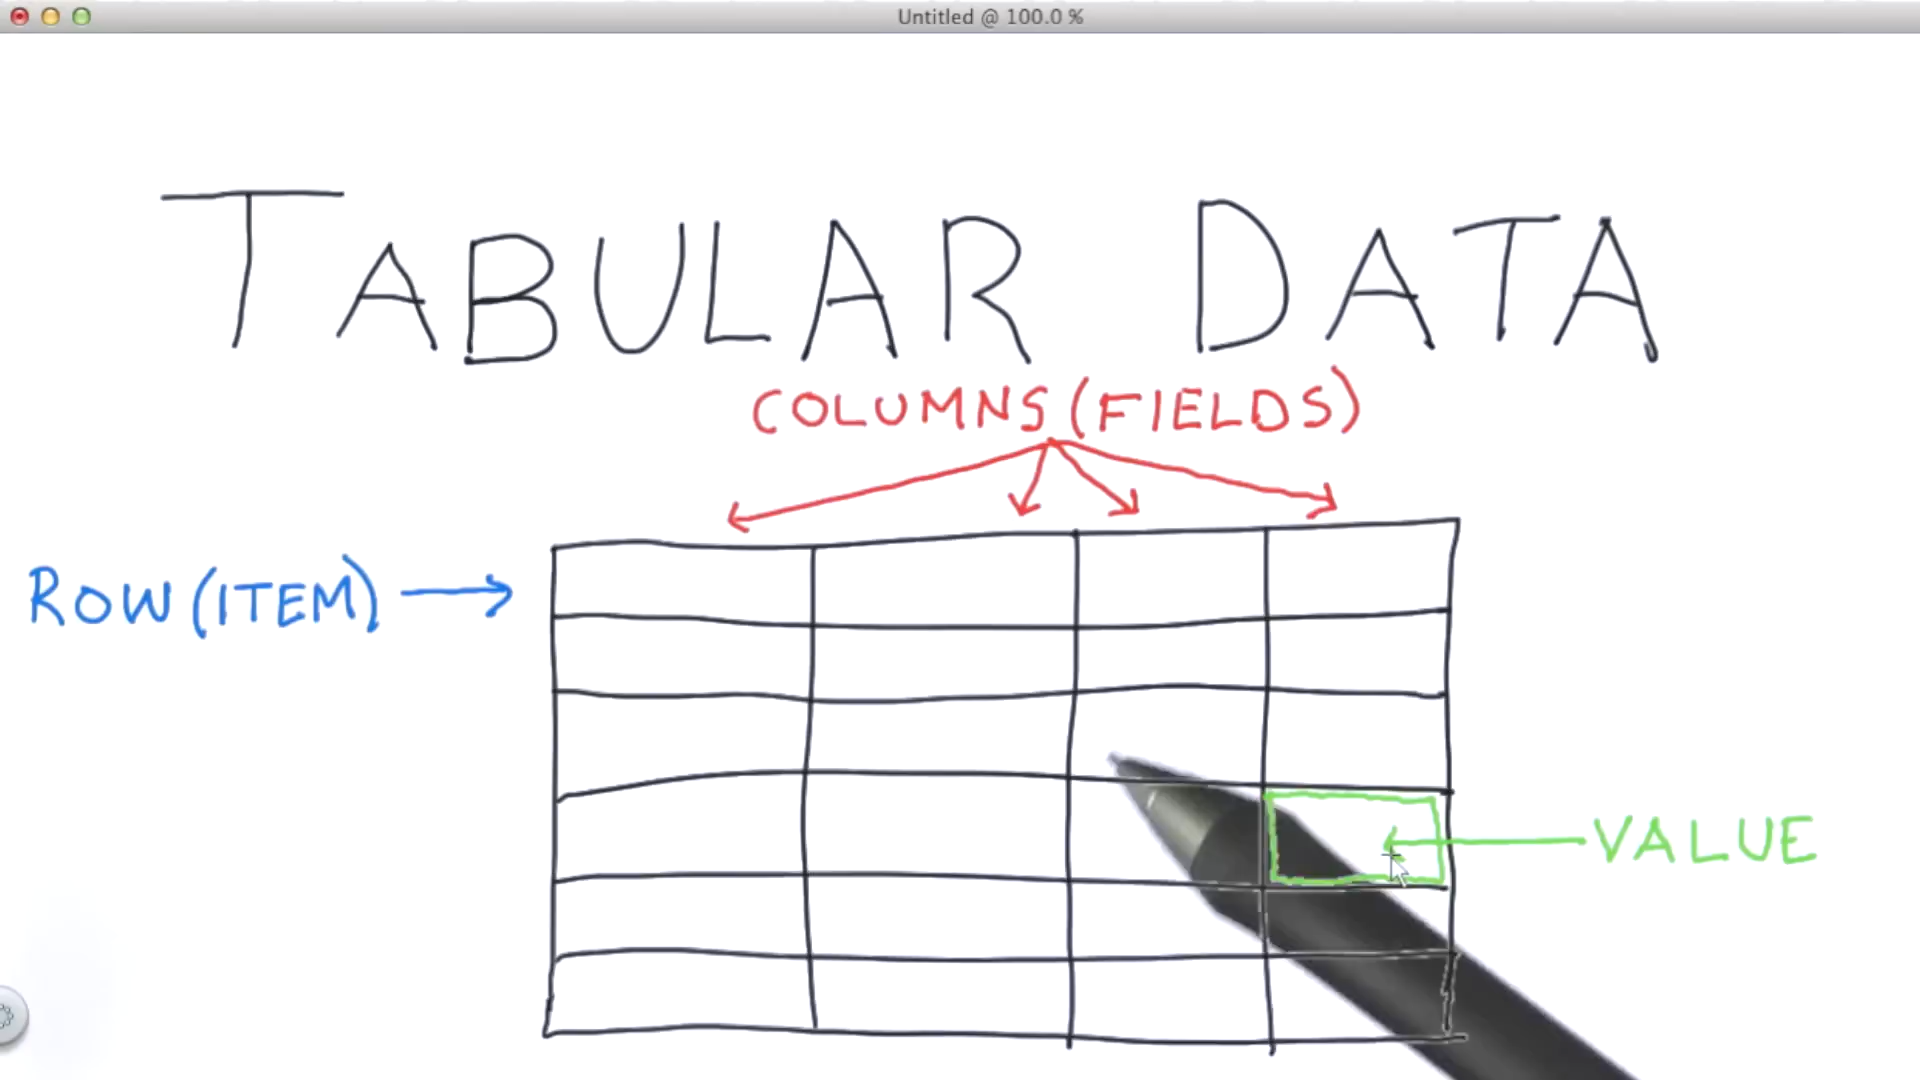 Untitled @ 100.0 %
TABULAR DATA
COLUMNS (FIELDS)
ROW (ITEM)
VALUE